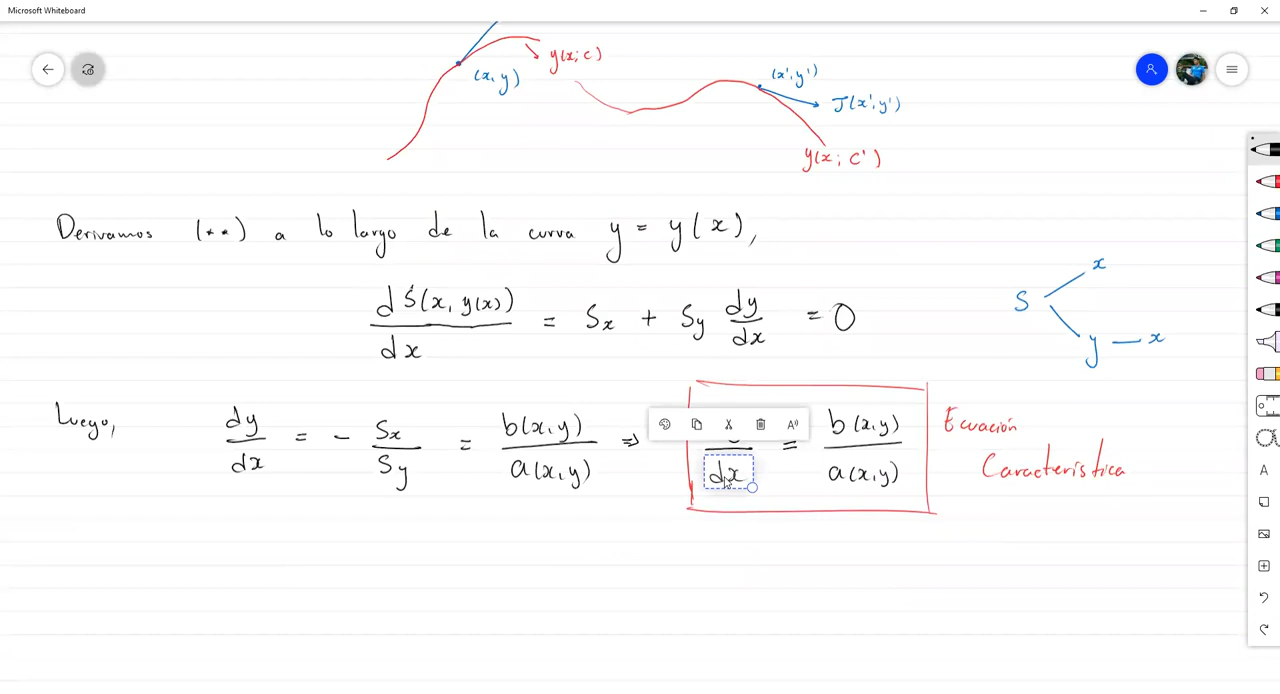 Microsoft Whiteboard
y(x; c)
(x, y)
(x', y')
J(x', y')
y(x; c')
Derivamos (**) a lo largo de la curva y = y(x),
dS(x, y(x))/dx = Sx + Sy dy/dx = 0
S x
y — x
Luego, dy/dx = - Sx/Sy = b(x,y)/a(x,y) => /dx = b(x,y)/a(x,y) Ecuación
Característica
A